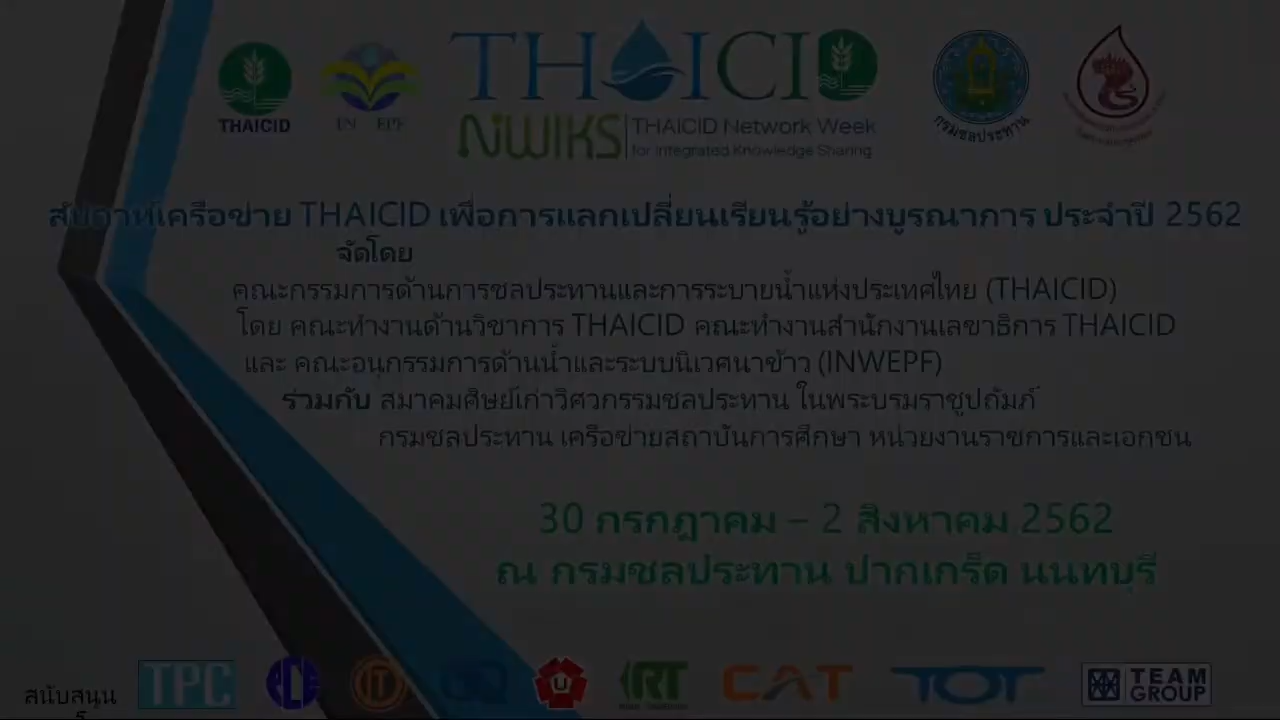 THAICID
THAICID
กรมชลประทาน
NWIKS
THAICID Network Week
for Integrated Knowledge Sharing
สัปดาห์เครือข่าย THAICID เพื่อการแลกเปลี่ยนเรียนรู้อย่างบูรณาการ ประจำปี 2562
จัดโดย
คณะกรรมการด้านการชลประทานและการระบายน้ำแห่งประเทศไทย (THAICID)
โดย คณะทำงานด้านวิชาการ THAICID คณะทำงานสำนักงานเลขาธิการ THAICID
และ คณะอนุกรรมการด้านน้ำและระบบนิเวศนาข้าว (INWEPF)
ร่วมกับ สมาคมศิษย์เก่าวิศวกรรมชลประทาน ในพระบรมราชูปถัมภ์
กรมชลประทาน เครือข่ายสถาบันการศึกษา หน่วยงานราชการและเอกชน
30 กรกฎาคม – 2 สิงหาคม 2562
ณ กรมชลประทาน ปากเกร็ด นนทบุรี
สนับสนุน
TPC
IT
U
RT
CAT
TOT
TEAM
GROUP